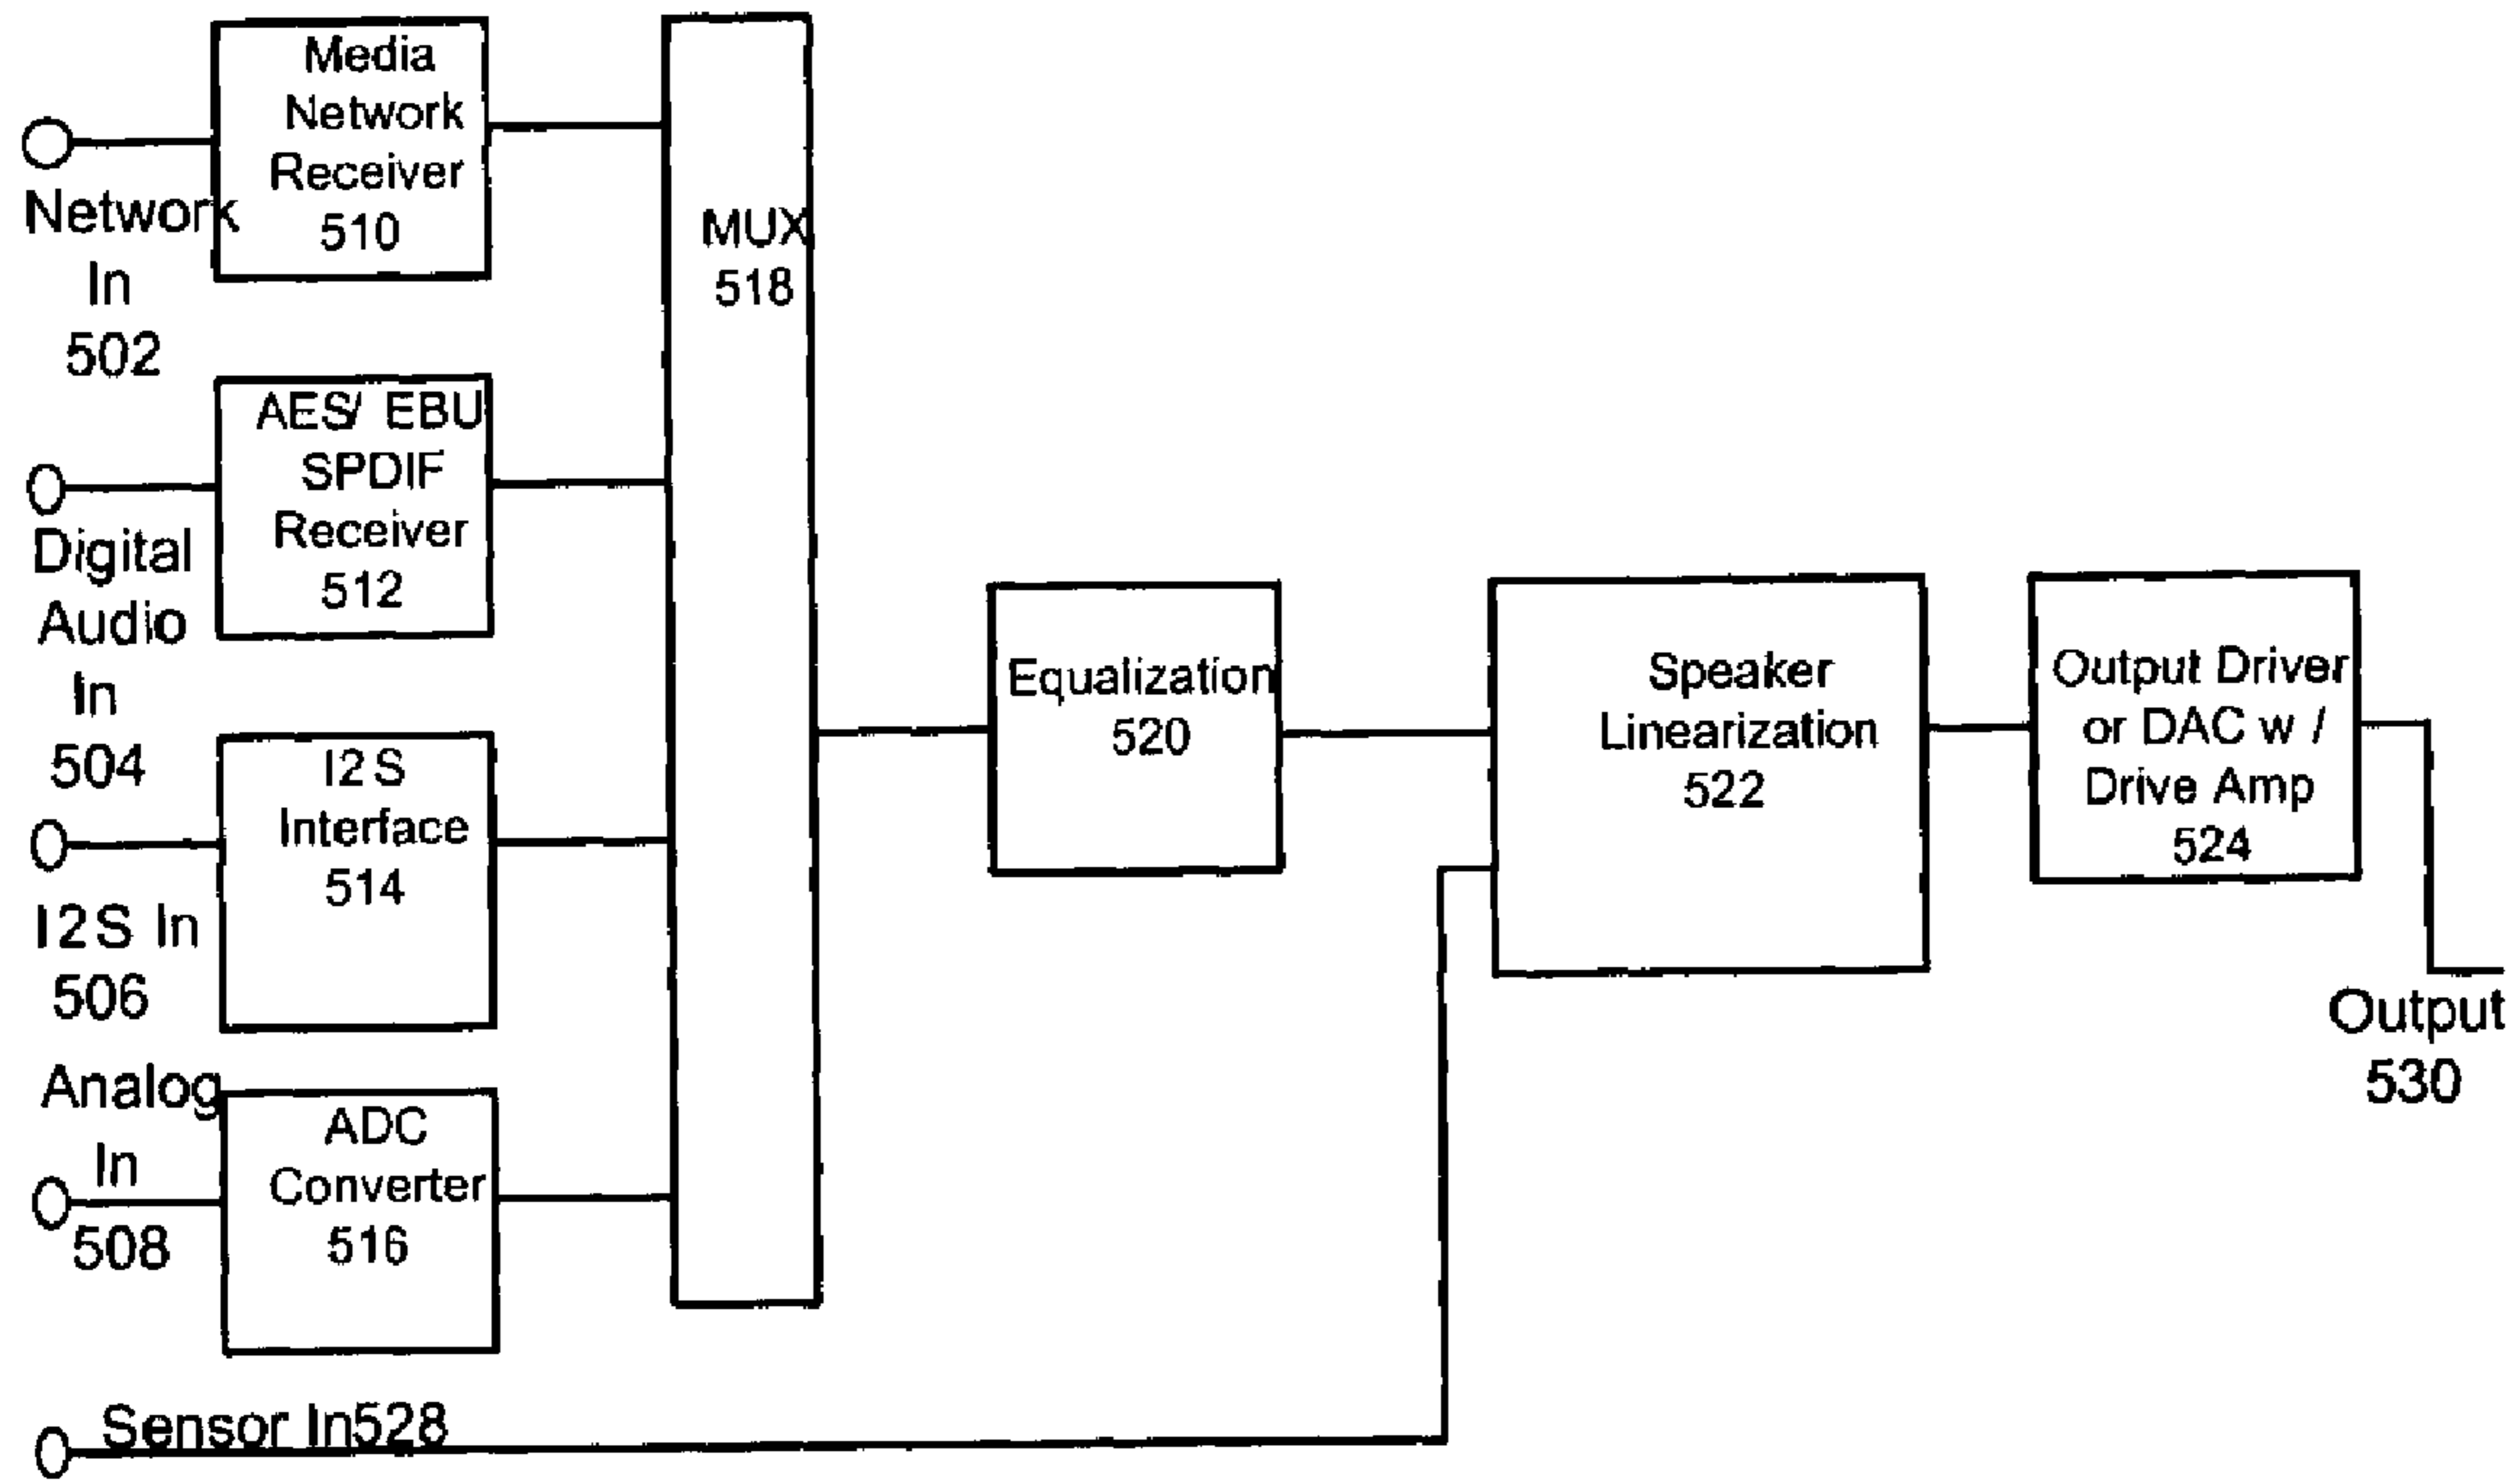 Media
Network
Receiver
510
Network
In
502
MUX
518
AES/ EBU
SPDIF
Receiver
512
Digital
Audio
In
504
I2S
Interface
514
I2S In
506
Analog
In
508
ADC
Converter
516
Sensor In528
Equalization
520
Speaker
Linearization
522
Output Driver
or DAC w /
Drive Amp
524
Output
530